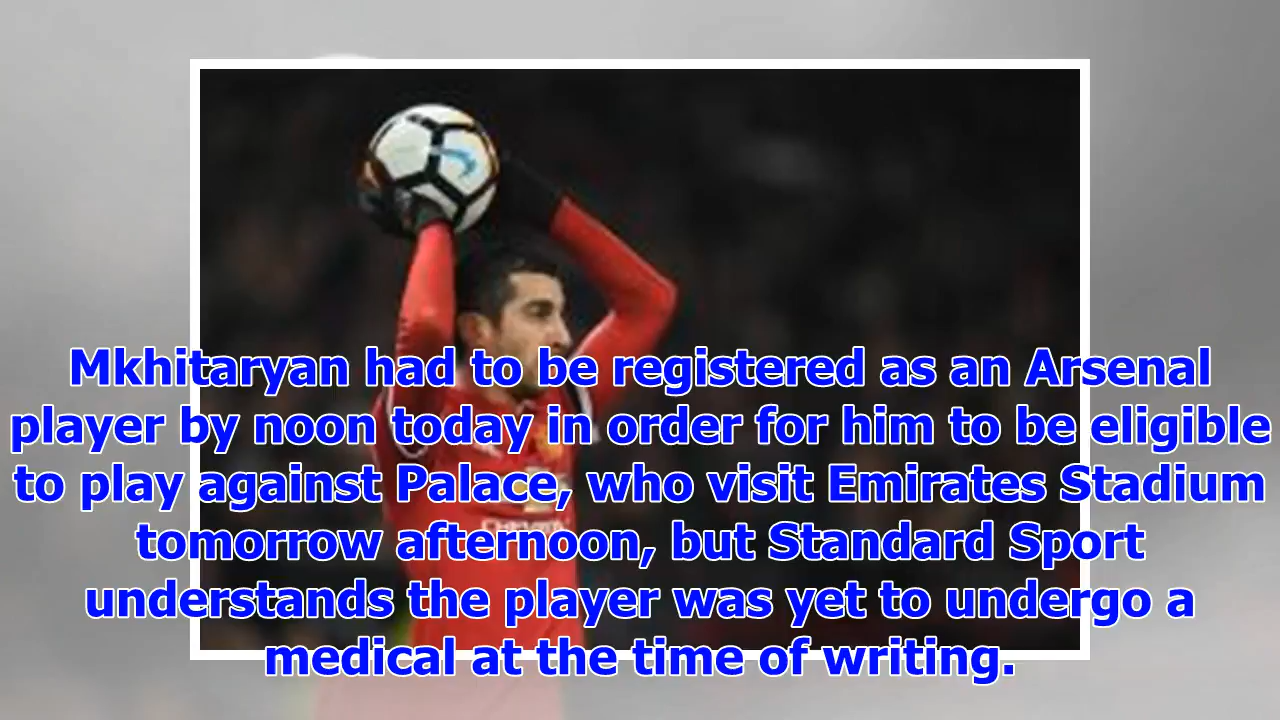 Mkhitaryan had to be registered as an Arsenal
player by noon today in order for him to be eligible
to play against Palace, who visit Emirates Stadium
tomorrow afternoon, but Standard Sport
understands the player was yet to undergo a
medical at the time of writing.